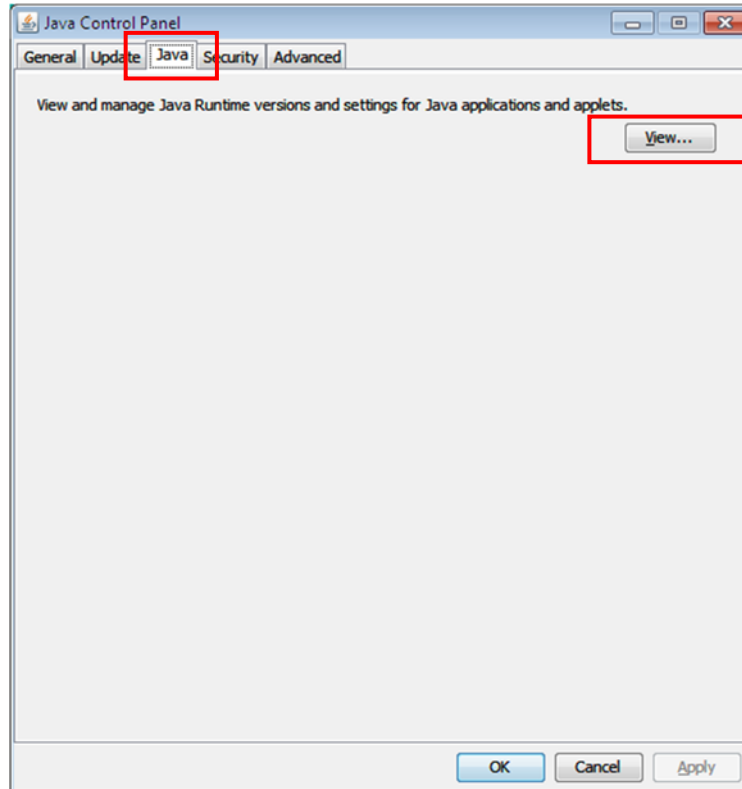 Java Control Panel
General Update Java Security Advanced
View and manage Java Runtime versions and settings for Java applications and applets.
View...
OK Cancel Apply